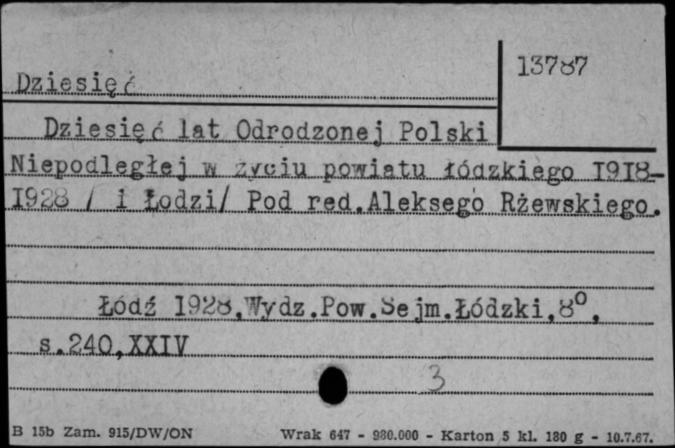 13787
Dziesięć
Dziesięć lat Odrodzonej Polski
Niepodległej w życiu powiatu łódzkiego I9I8-
I928 / i Łodzi/ Pod red.Aleksego Rżewskiego.
Łódź 1928,Wydz.Pow.Sejm.Łódzki,8⁰,
s.240,XXIV
3
B 15b Zam. 915/DW/ON Wrak 647 - 980.000 - Karton 5 kl. 180 g - 10.7.67.